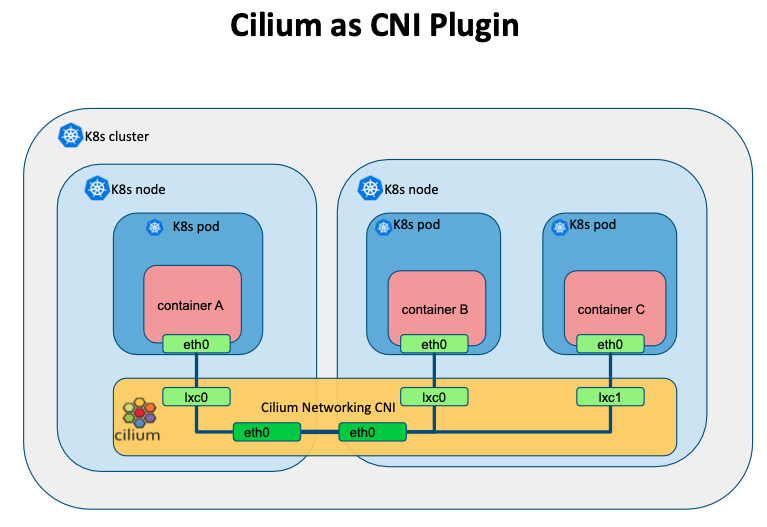 Cilium as CNI Plugin
K8s cluster
K8s node
K8s node
K8s pod
K8s pod
K8s pod
container A
container B
container C
eth0
eth0
eth0
lxc0
lxc0
lxc1
Cilium Networking CNI
cilium
eth0
eth0